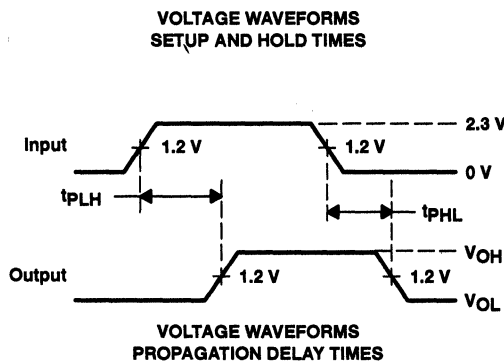 VOLTAGE WAVEFORMS
SETUP AND HOLD TIMES
2.3 V
Input
1.2 V
1.2 V
0 V
tPLH
tPHL
VOH
Output
1.2 V
1.2 V
VOL
VOLTAGE WAVEFORMS
PROPAGATION DELAY TIMES